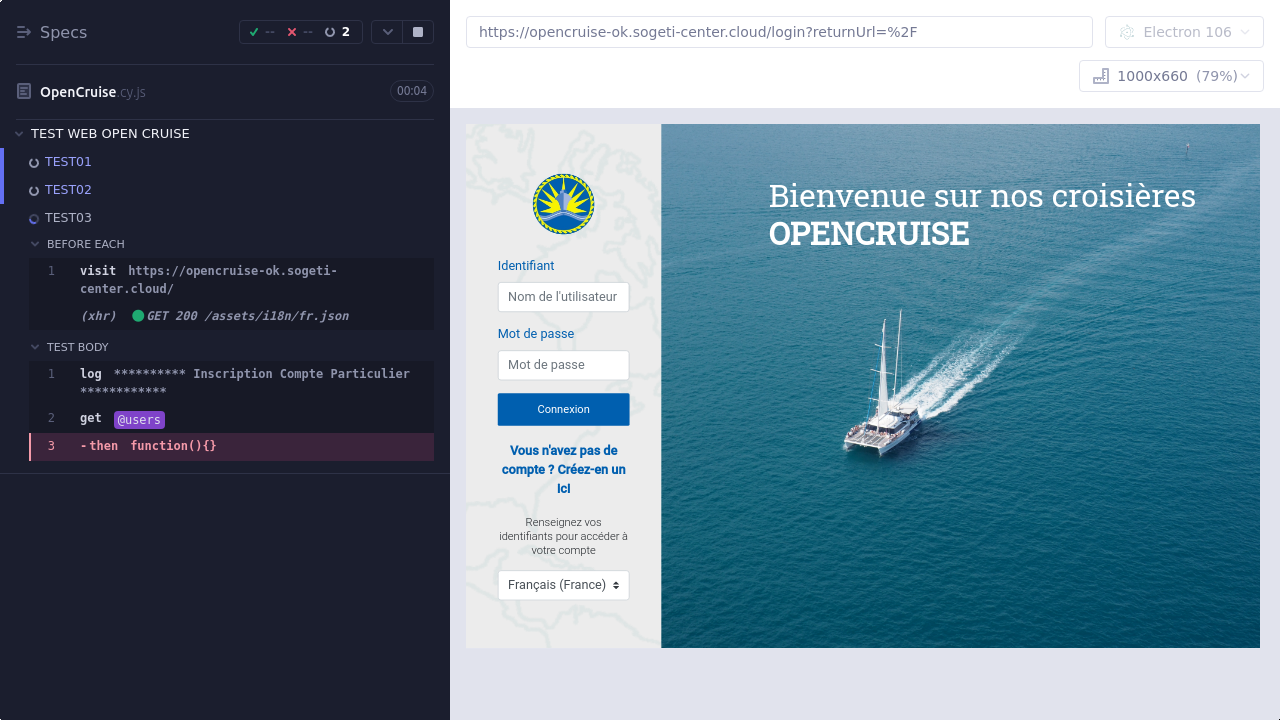 Specs
-- -- 2
OpenCruise.cy.js 00:04
TEST WEB OPEN CRUISE
TEST01
TEST02
TEST03
BEFORE EACH
1 visit https://opencruise-ok.sogeti-
center.cloud/
(xhr) GET 200 /assets/i18n/fr.json
TEST BODY
1 log ********** Inscription Compte Particulier
************
2 get @users
3 -then function(){}
https://opencruise-ok.sogeti-center.cloud/login?returnUrl=%2F
Electron 106
1000x660 (79%)
Identifiant
Nom de l'utilisateur
Mot de passe
Mot de passe
Connexion
Vous n'avez pas de
compte ? Créez-en un
ici
Renseignez vos
identifiants pour accéder à
votre compte
Français (France)
Bienvenue sur nos croisières
OPENCRUISE